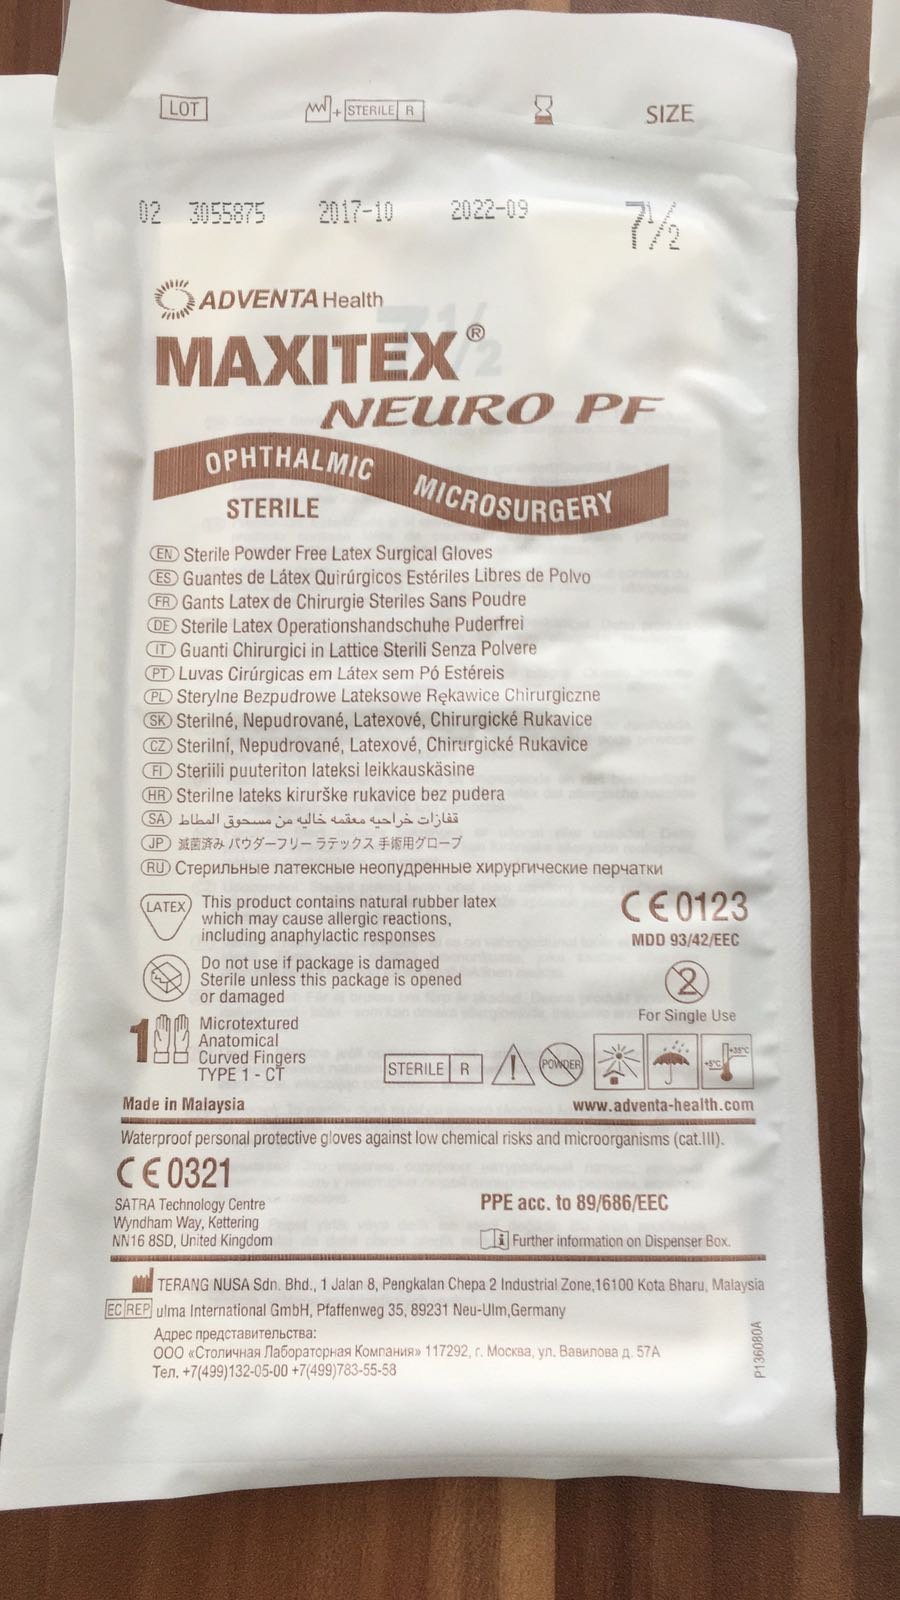 LOT + STERILE R SIZE
02 3055875 2017-10 2022-09 7½
ADVENTA Health
MAXITEX®
NEURO PF
OPHTHALMIC MICROSURGERY
STERILE
EN Sterile Powder Free Latex Surgical Gloves
ES Guantes de Látex Quirúrgicos Estériles Libres de Polvo
FR Gants Latex de Chirurgie Steriles Sans Poudre
DE Sterile Latex Operationshandschuhe Puderfrei
IT Guanti Chirurgici in Lattice Sterili Senza Polvere
PT Luvas Cirúrgicas em Látex sem Pó Estéreis
PL Sterylne Bezpudrowe Lateksowe Rękawice Chirurgiczne
SK Sterilné, Nepudrované, Latexové, Chirurgické Rukavice
CZ Sterilní, Nepudrované, Latexové, Chirurgické Rukavice
FI Steriili puuteriton lateksi leikkauskäsine
HR Sterilne lateks kirurške rukavice bez pudera
SA قفازات خراحيه معقمه خاليه من مسحوق المطاط
JP 滅菌済み パウダーフリー ラテックス 手術用グローブ
RU Стерильные латексные неопудренные хирургические перчатки
LATEX
This product contains natural rubber latex
which may cause allergic reactions,
including anaphylactic responses
CE 0123
MDD 93/42/EEC
Do not use if package is damaged
Sterile unless this package is opened
or damaged
2
For Single Use
1
Microtextured
Anatomical
Curved Fingers
TYPE 1 - CT
STERILE R
POWDER
+5°C +35°C
Made in Malaysia
www.adventa-health.com
Waterproof personal protective gloves against low chemical risks and microorganisms (cat.III).
CE 0321
SATRA Technology Centre
Wyndham Way, Kettering
NN16 8SD, United Kingdom
PPE acc. to 89/686/EEC
Further information on Dispenser Box.
TERANG NUSA Sdn. Bhd., 1 Jalan 8, Pengkalan Chepa 2 Industrial Zone,16100 Kota Bharu, Malaysia
EC REP ulma International GmbH, Pfaffenweg 35, 89231 Neu-Ulm,Germany
Адрес представительства:
ООО «Столичная Лабораторная Компания» 117292, г. Москва, ул. Вавилова д. 57А
Тел. +7(499)132-05-00 +7(499)783-55-58
P136080A